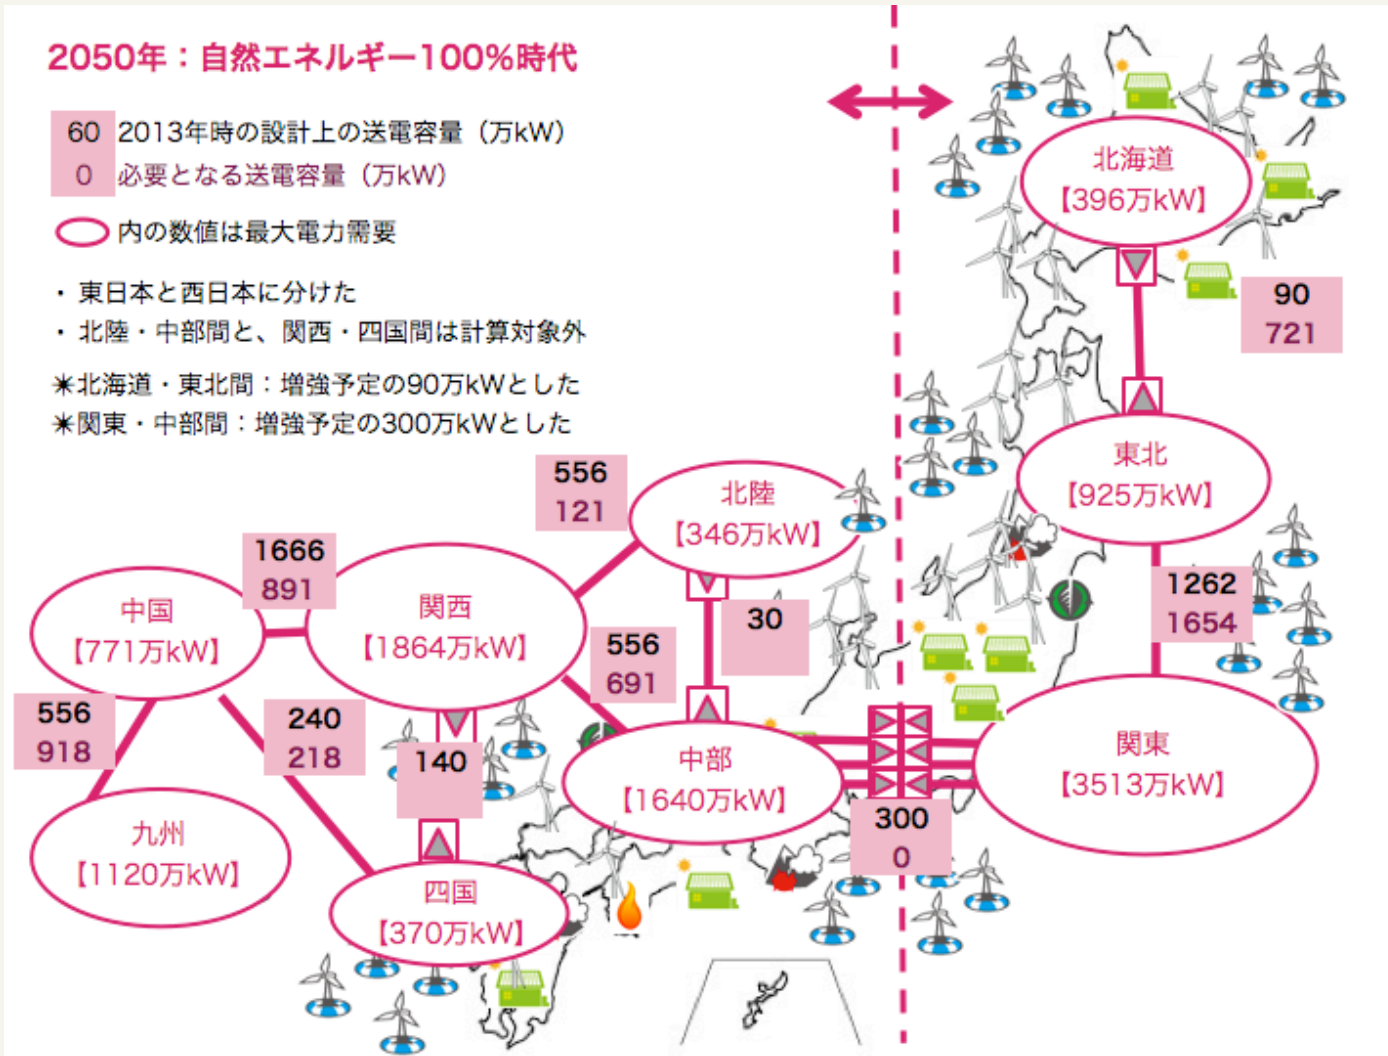 2050年：自然エネルギー100%時代
60 2013年時の設計上の送電容量（万kW）
0 必要となる送電容量（万kW）
内の数値は最大電力需要
・東日本と西日本に分けた
・北陸・中部間と、関西・四国間は計算対象外
＊北海道・東北間：増強予定の90万kWとした
＊関東・中部間：増強予定の300万kWとした
北海道
【396万kW】
90
721
東北
【925万kW】
556
121
北陸
【346万kW】
1666
891
関西
【1864万kW】
中国
【771万kW】
556
691
30
1262
1654
556
918
240
218
140
中部
【1640万kW】
関東
【3513万kW】
300
0
九州
【1120万kW】
四国
【370万kW】